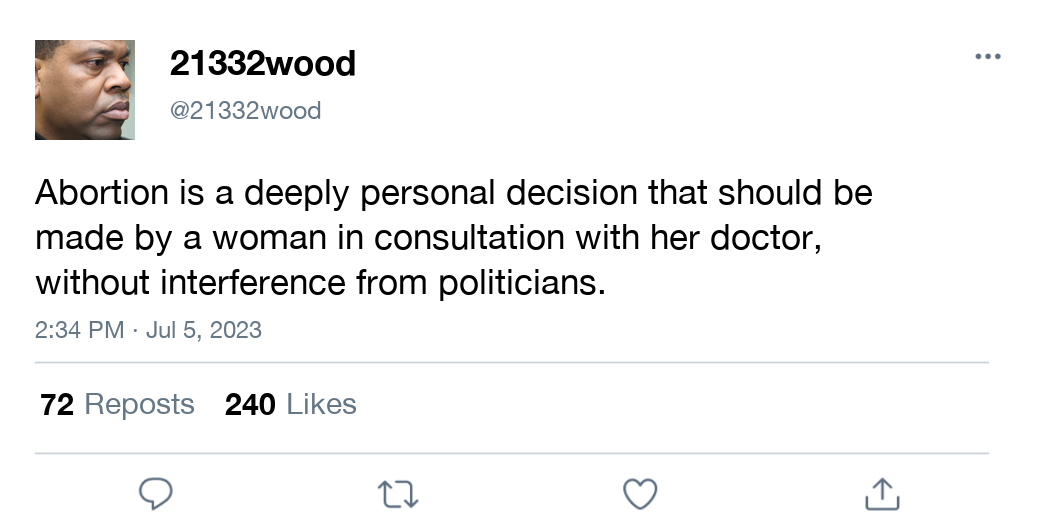 21332wood
@21332wood
Abortion is a deeply personal decision that should be
made by a woman in consultation with her doctor,
without interference from politicians.
2:34 PM · Jul 5, 2023
72 Reposts 240 Likes